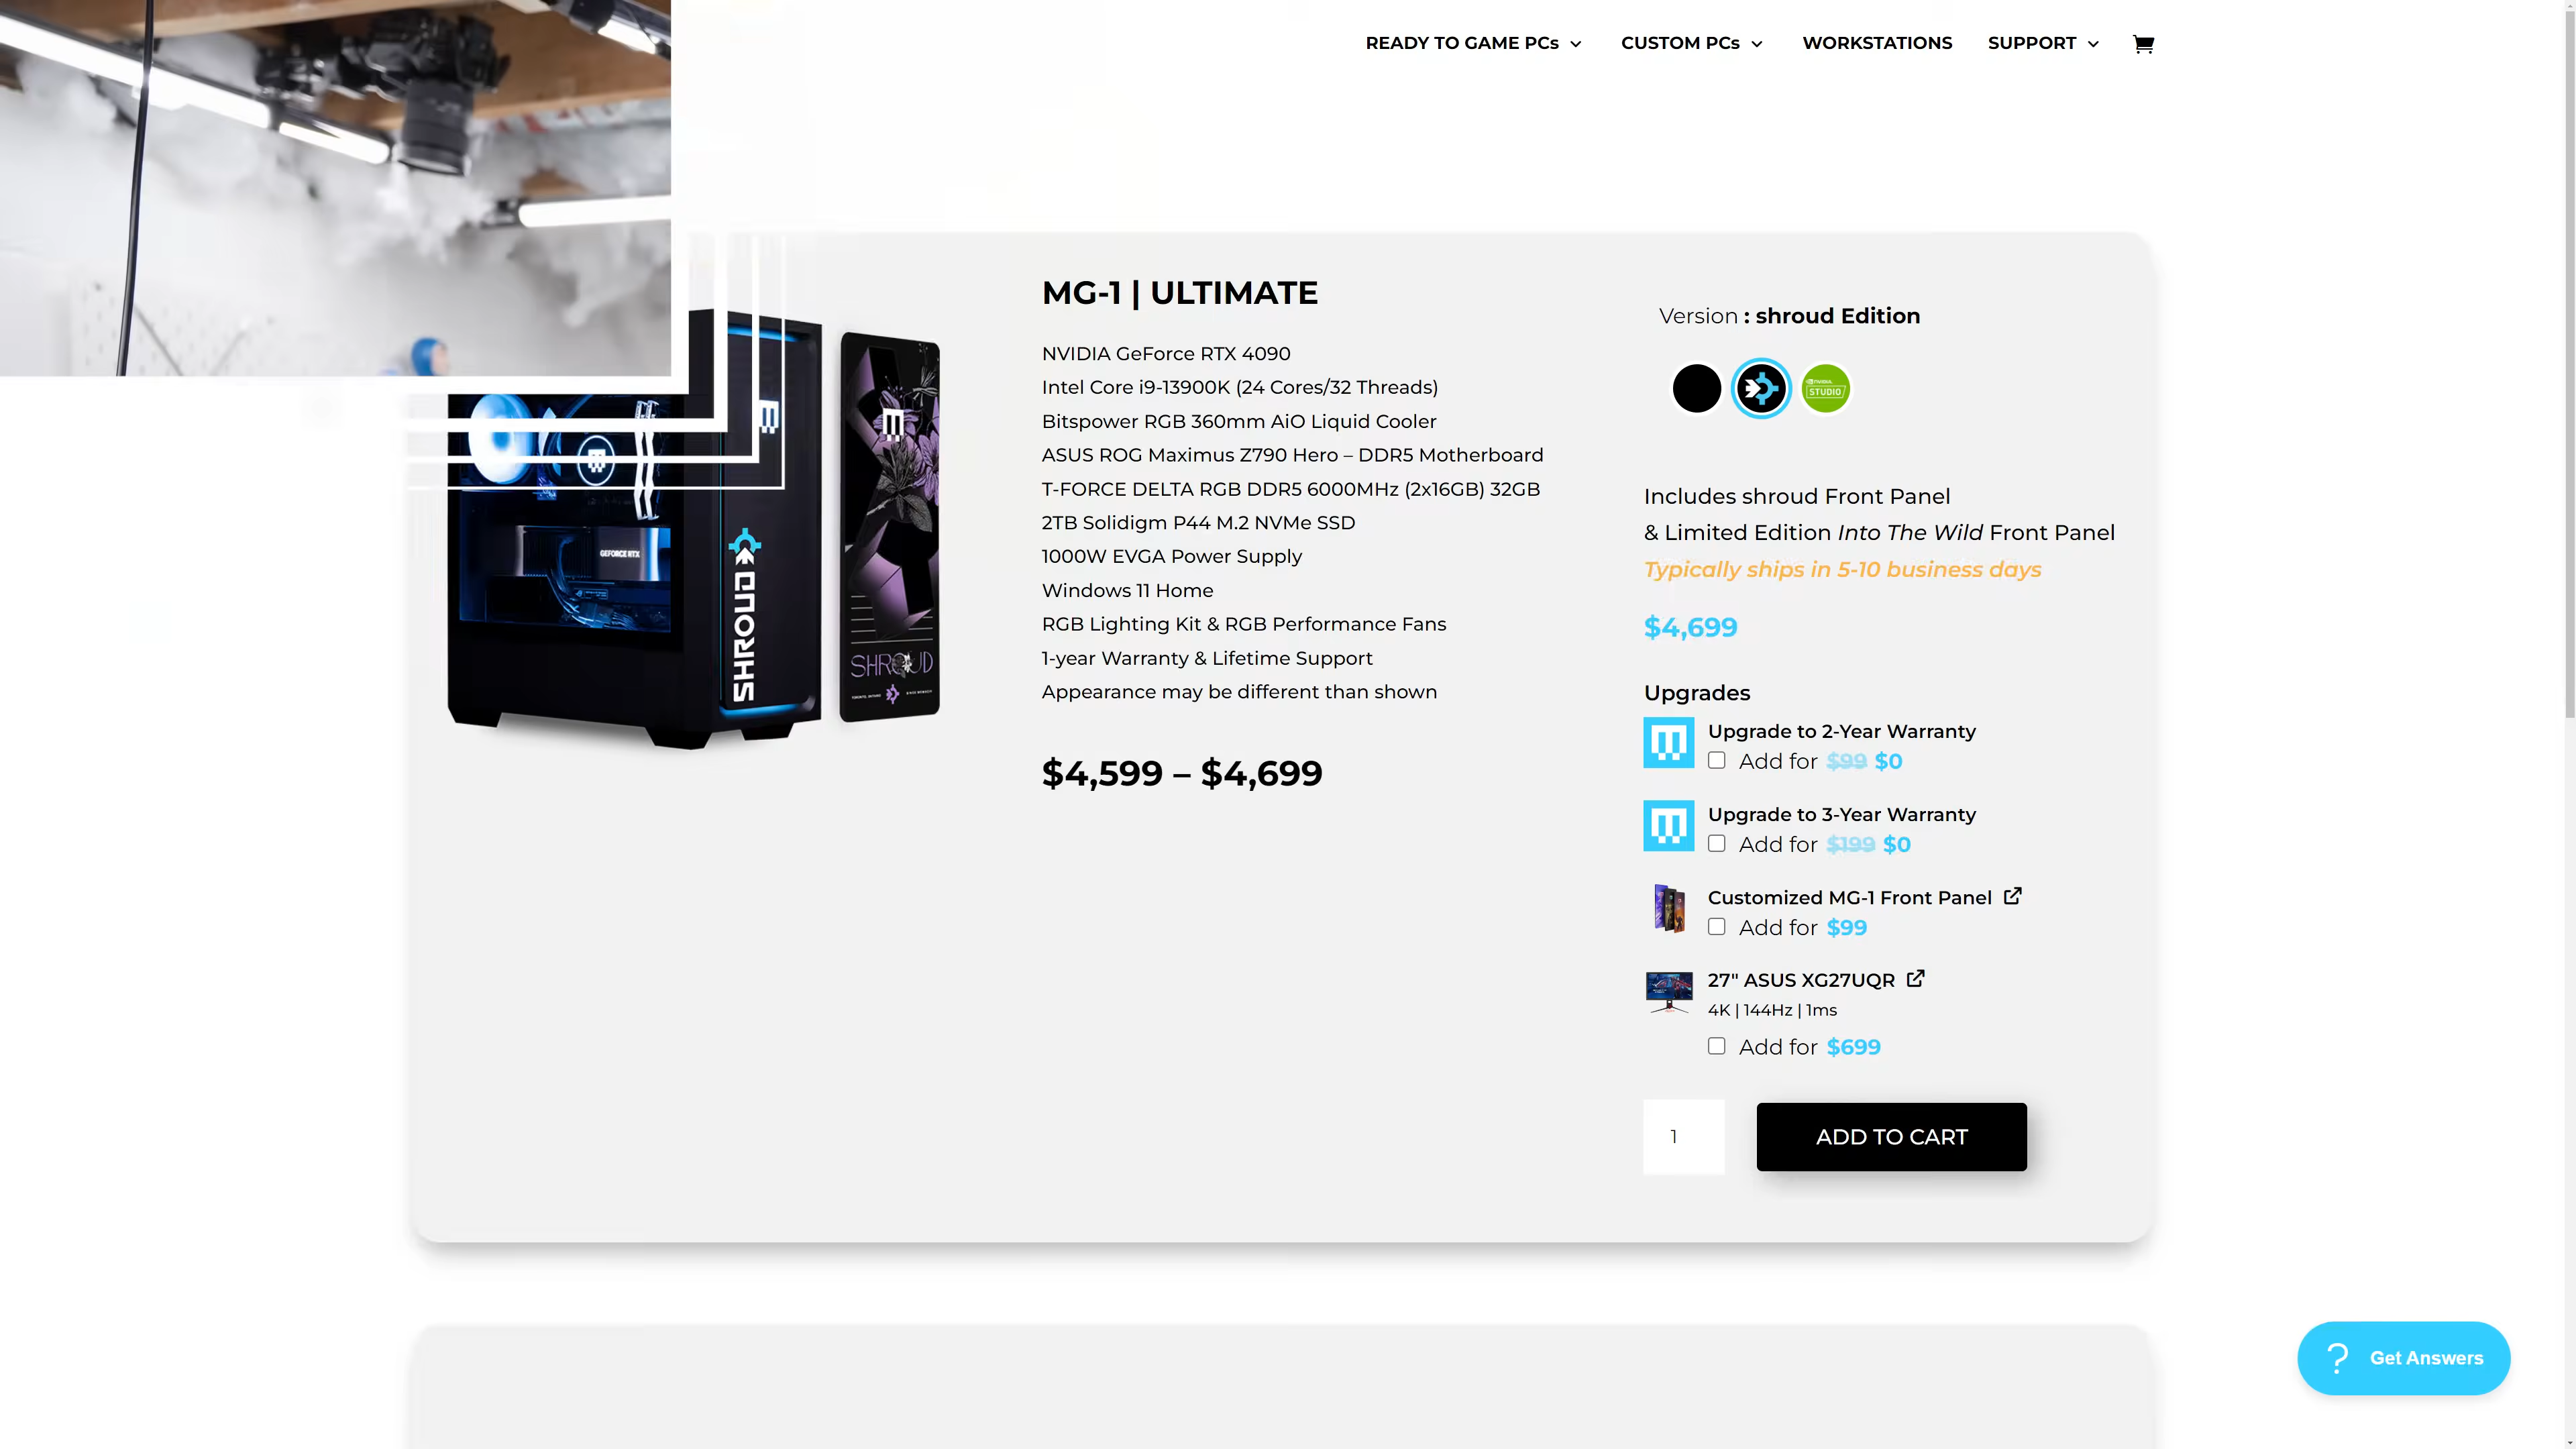 READY TO GAME PCs
CUSTOM PCs
WORKSTATIONS
SUPPORT
MG-1 | ULTIMATE
NVIDIA GeForce RTX 4090
Intel Core i9-13900K (24 Cores/32 Threads)
Bitspower RGB 360mm AiO Liquid Cooler
ASUS ROG Maximus Z790 Hero – DDR5 Motherboard
T-FORCE DELTA RGB DDR5 6000MHz (2x16GB) 32GB
2TB Solidigm P44 M.2 NVMe SSD
1000W EVGA Power Supply
Windows 11 Home
RGB Lighting Kit & RGB Performance Fans
1-year Warranty & Lifetime Support
Appearance may be different than shown
$4,599 – $4,699
GEFORCE RTX
SHROUD
SHROUD
Version : shroud Edition
NVIDIA
STUDIO
Includes shroud Front Panel
& Limited Edition Into The Wild Front Panel
Typically ships in 5-10 business days
$4,699
Upgrades
Upgrade to 2-Year Warranty
Add for $99 $0
Upgrade to 3-Year Warranty
Add for $199 $0
Customized MG-1 Front Panel
Add for $99
27" ASUS XG27UQR
4K | 144Hz | 1ms
Add for $699
1
ADD TO CART
? Get Answers